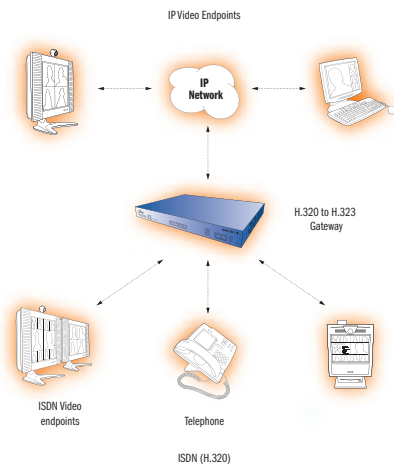 IP Video Endpoints
IP
Network
H.320 to H.323
Gateway
ISDN Video
endpoints
Telephone
ISDN (H.320)